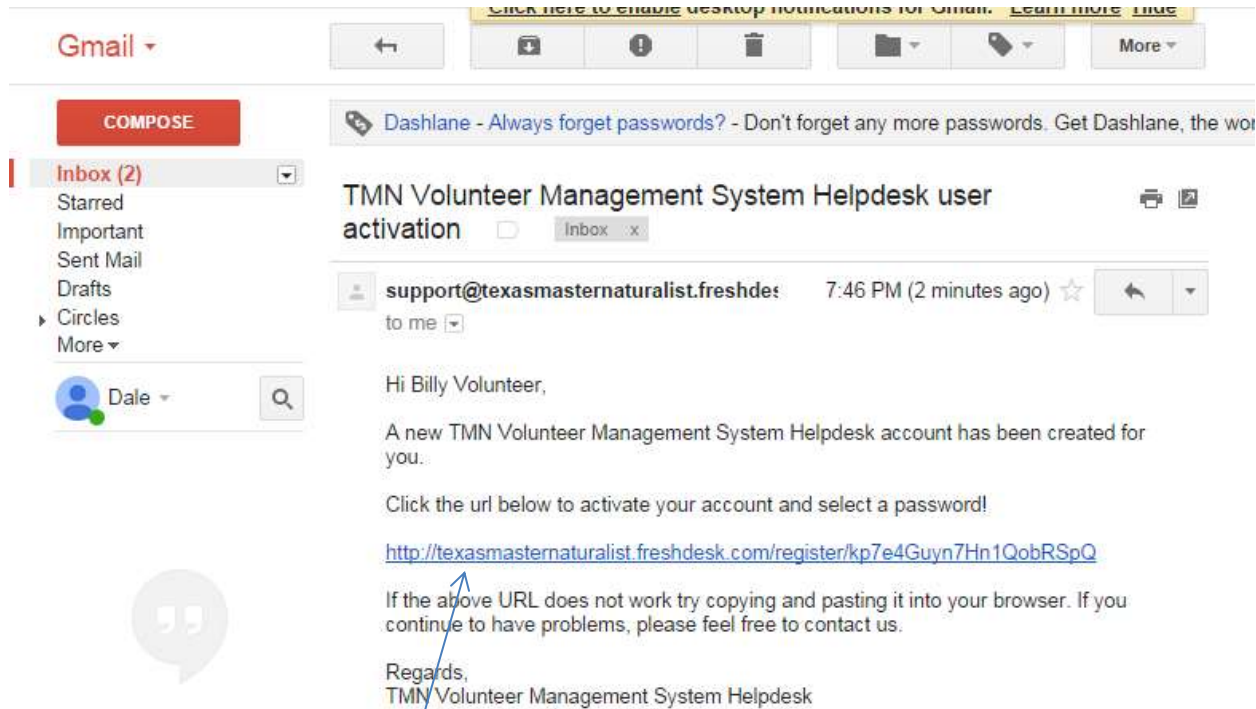 Click here to enable desktop notifications for Gmail. Learn more Hide
Gmail
More
COMPOSE
Dashlane - Always forget passwords? - Don't forget any more passwords. Get Dashlane, the wor
Inbox (2)
Starred
Important
Sent Mail
Drafts
Circles
More
Dale
TMN Volunteer Management System Helpdesk user
activation Inbox x
support@texasmasternaturalist.freshdes 7:46 PM (2 minutes ago)
to me
Hi Billy Volunteer,
A new TMN Volunteer Management System Helpdesk account has been created for
you.
Click the url below to activate your account and select a password!
http://texasmasternaturalist.freshdesk.com/register/kp7e4Guyn7Hn1QobRSpQ
If the above URL does not work try copying and pasting it into your browser. If you
continue to have problems, please feel free to contact us.
Regards,
TMN Volunteer Management System Helpdesk